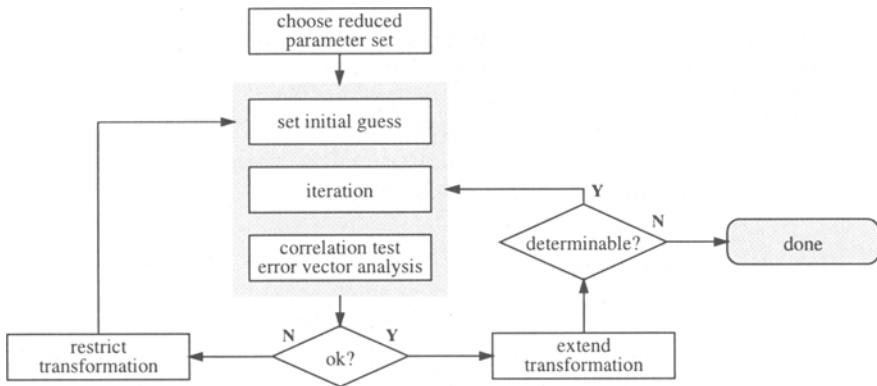 choose reduced
parameter set
set initial guess
iteration
Y
N
determinable?
done
correlation test
error vector analysis
N
Y
restrict
transformation
ok?
extend
transformation